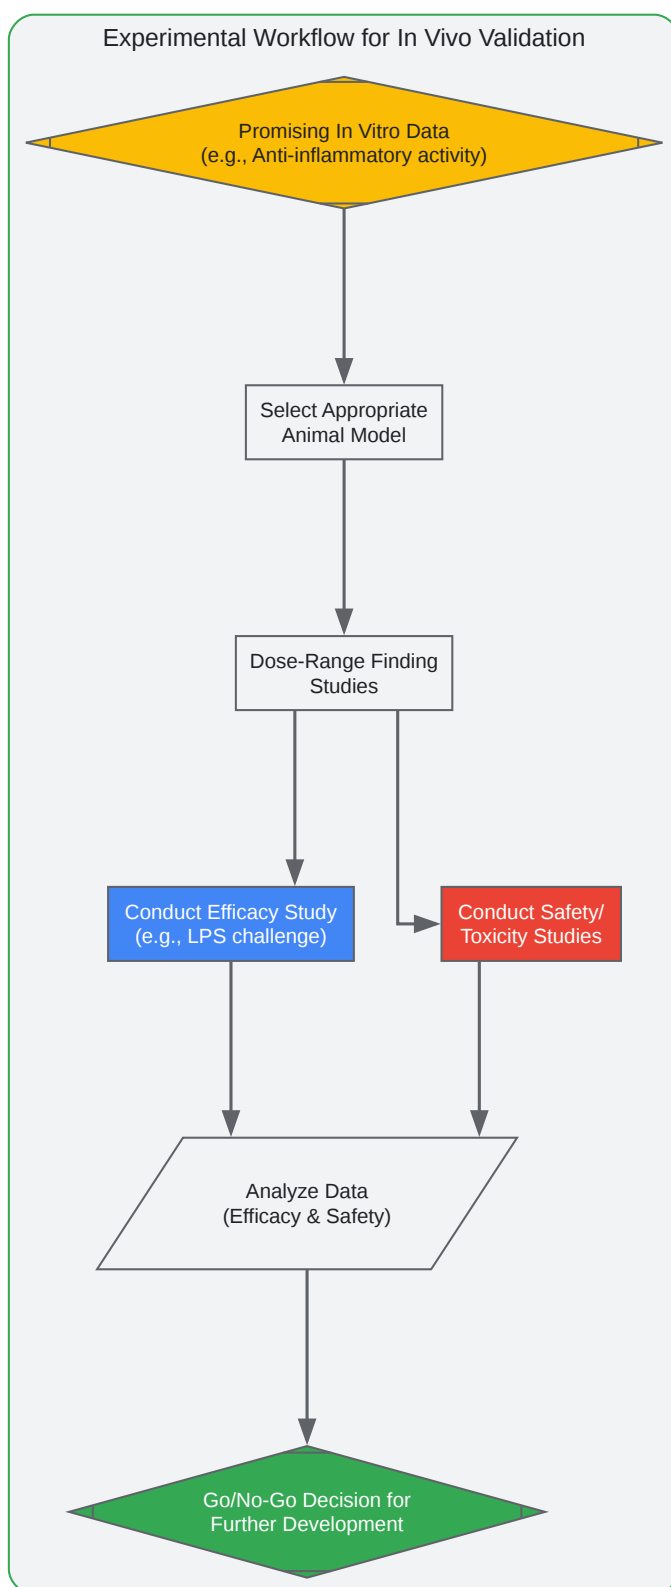 Experimental Workflow for In Vivo Validation
Promising In Vitro Data
(e.g., Anti-inflammatory activity)
Select Appropriate
Animal Model
Dose-Range Finding
Studies
Conduct Efficacy Study
(e.g., LPS challenge)
Conduct Safety/
Toxicity Studies
Analyze Data
(Efficacy & Safety)
Go/No-Go Decision for
Further Development